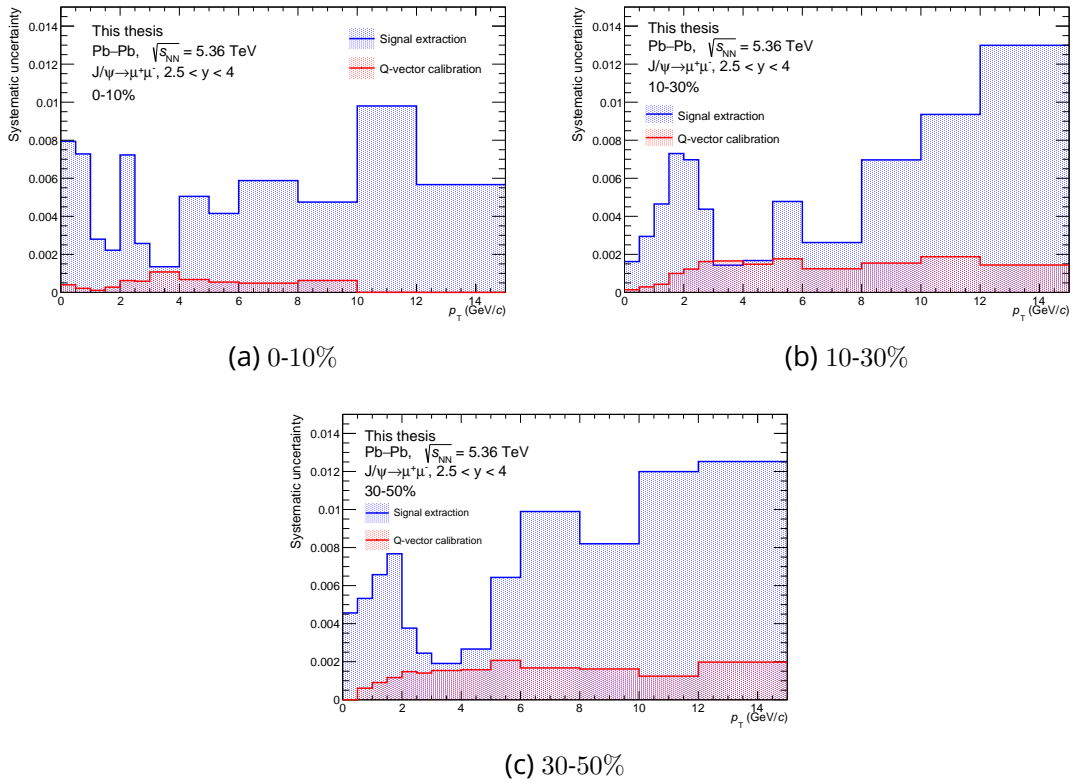 Systematic uncertainty
0.014
0.012
0.01
0.008
0.006
0.004
0.002
0
This thesis
Pb−Pb, √sNN = 5.36 TeV
J/ψ→μ+μ-, 2.5 < y < 4
0-10%
Signal extraction
Q-vector calibration
0 2 4 6 8 10 12 14
pT (GeV/c)
(a) 0-10%
Systematic uncertainty
0.014
0.012
0.01
0.008
0.006
0.004
0.002
0
This thesis
Pb−Pb, √sNN = 5.36 TeV
J/ψ→μ+μ-, 2.5 < y < 4
10-30%
Signal extraction
Q-vector calibration
0 2 4 6 8 10 12 14
pT (GeV/c)
(b) 10-30%
Systematic uncertainty
0.014
0.012
0.01
0.008
0.006
0.004
0.002
0
This thesis
Pb−Pb, √sNN = 5.36 TeV
J/ψ→μ+μ-, 2.5 < y < 4
30-50%
Signal extraction
Q-vector calibration
0 2 4 6 8 10 12 14
pT (GeV/c)
(c) 30-50%